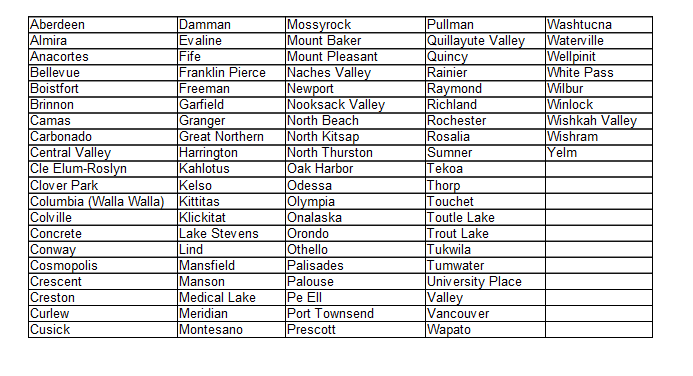 Aberdeen Damman Mossyrock Pullman Washtucna
Almira Evaline Mount Baker Quillayute Valley Waterville
Anacortes Fife Mount Pleasant Quincy Wellpinit
Bellevue Franklin Pierce Naches Valley Rainier White Pass
Boistfort Freeman Newport Raymond Wilbur
Brinnon Garfield Nooksack Valley Richland Winlock
Camas Granger North Beach Rochester Wishkah Valley
Carbonado Great Northern North Kitsap Rosalia Wishram
Central Valley Harrington North Thurston Sumner Yelm
Cle Elum-Roslyn Kahlotus Oak Harbor Tekoa
Clover Park Kelso Odessa Thorp
Columbia (Walla Walla) Kittitas Olympia Touchet
Colville Klickitat Onalaska Toutle Lake
Concrete Lake Stevens Orondo Trout Lake
Conway Lind Othello Tukwila
Cosmopolis Mansfield Palisades Tumwater
Crescent Manson Palouse University Place
Creston Medical Lake Pe Ell Valley
Curlew Meridian Port Townsend Vancouver
Cusick Montesano Prescott Wapato